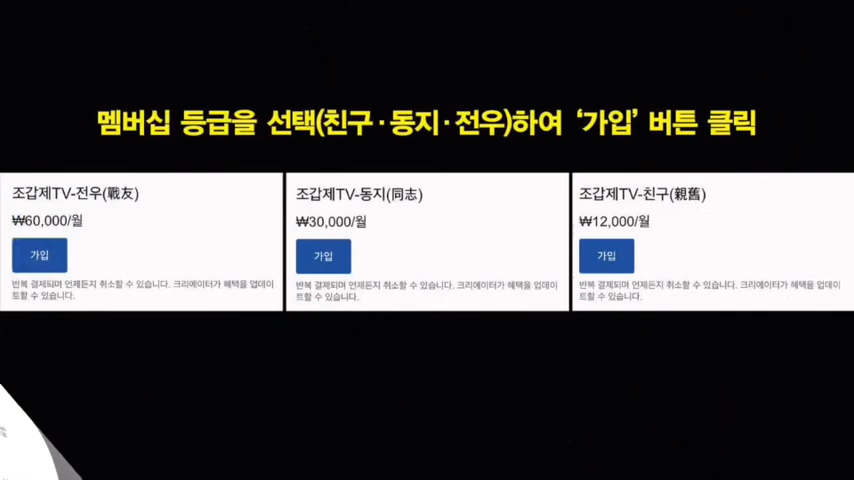 멤버십 등급을 선택(친구·동지·전우)하여 ‘가입’ 버튼 클릭
조갑제TV-전우(戰友)
₩60,000/월
가입
반복 결제되며 언제든지 취소할 수 있습니다. 크리에이터가 혜택을 업데이
트할 수 있습니다.
조갑제TV-동지(同志)
₩30,000/월
가입
반복 결제되며 언제든지 취소할 수 있습니다. 크리에이터가 혜택을 업데이
트할 수 있습니다.
조갑제TV-친구(親舊)
₩12,000/월
가입
반복 결제되며 언제든지 취소할 수 있습니다. 크리에이터가 혜택을 업데이
트할 수 있습니다.